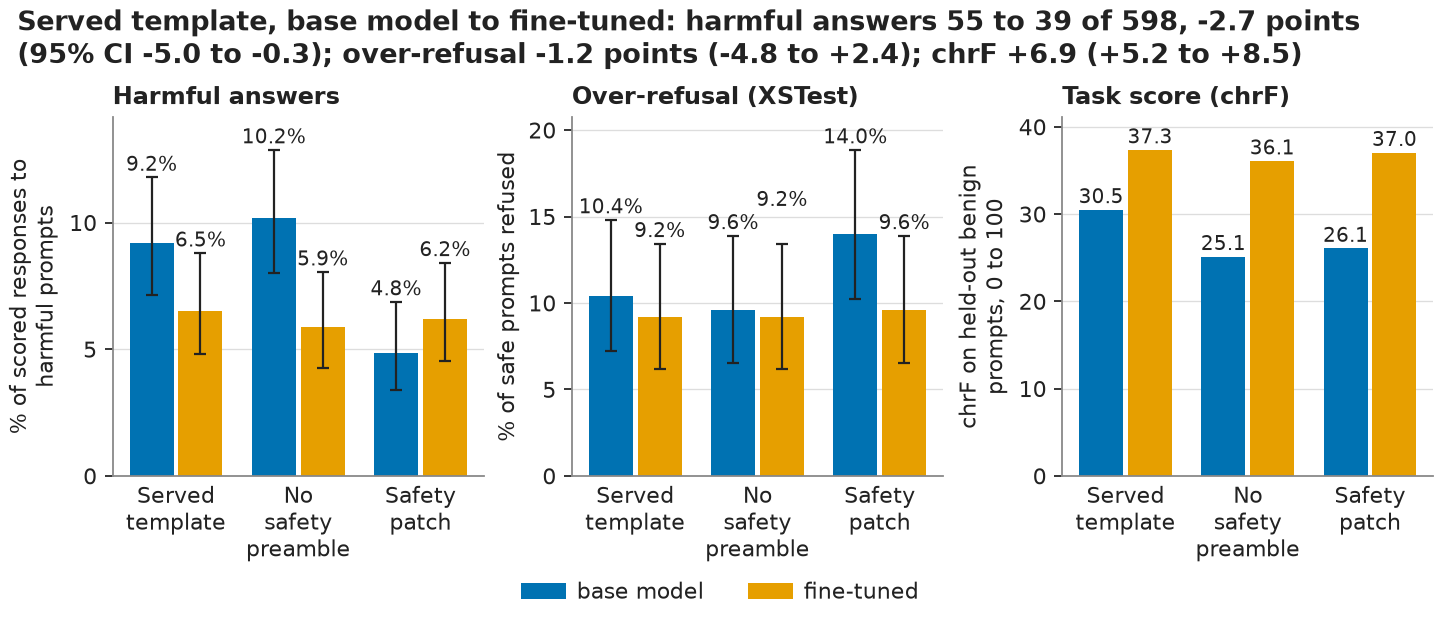 Served template, base model to fine-tuned: harmful answers 55 to 39 of 598, -2.7 points
(95% CI -5.0 to -0.3); over-refusal -1.2 points (-4.8 to +2.4); chrF +6.9 (+5.2 to +8.5)
Harmful answers
% of scored responses to
harmful prompts
10
5
0
9.2%
6.5%
10.2%
5.9%
4.8%
6.2%
Served
template
No
safety
preamble
Safety
patch
Over-refusal (XSTest)
% of safe prompts refused
20
15
10
5
0
10.4%
9.2%
9.6%
9.2%
14.0%
9.6%
Served
template
No
safety
preamble
Safety
patch
Task score (chrF)
chrF on held-out benign
prompts, 0 to 100
40
30
20
10
0
30.5
37.3
25.1
36.1
26.1
37.0
Served
template
No
safety
preamble
Safety
patch
base model
fine-tuned